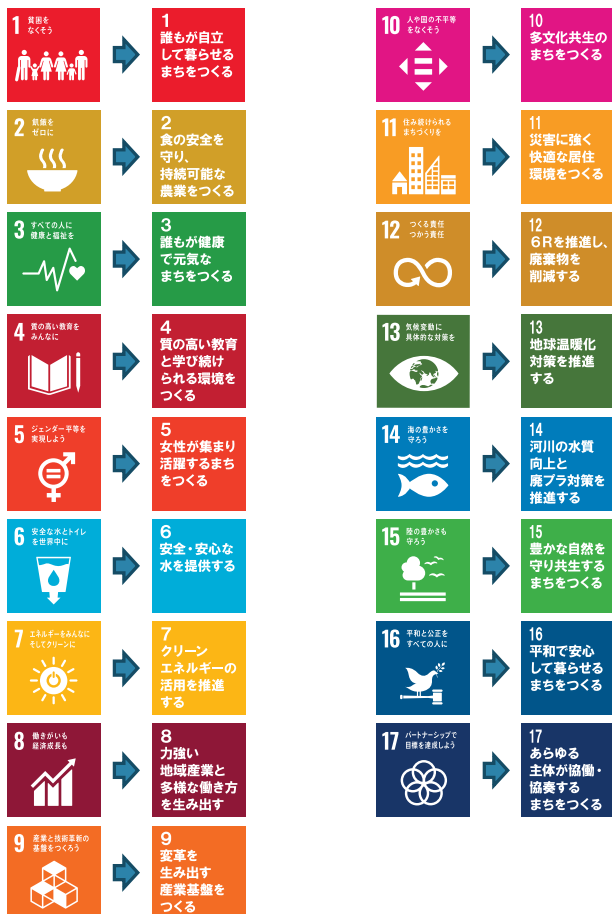 1 貧困を
なくそう
1
誰もが自立
して暮らせる
まちをつくる
2 飢餓を
ゼロに
2
食の安全を
守り、
持続可能な
農業をつくる
3 すべての人に
健康と福祉を
3
誰もが健康
で元気な
まちをつくる
4 質の高い教育を
みんなに
4
質の高い教育
と学び続け
られる環境を
つくる
5 ジェンダー平等を
実現しよう
5
女性が集まり
活躍するまち
をつくる
6 安全な水とトイレ
を世界中に
6
安全・安心な
水を提供する
7 エネルギーをみんなに
そしてクリーンに
7
クリーン
エネルギーの
活用を推進
する
8 働きがいも
経済成長も
8
力強い
地域産業と
多様な働き方
を生み出す
9 産業と技術革新の
基盤をつくろう
9
変革を
生み出す
産業基盤を
つくる
10 人や国の不平等
をなくそう
10
多文化共生の
まちをつくる
11 住み続けられる
まちづくりを
11
災害に強く
快適な居住
環境をつくる
12 つくる責任
つかう責任
12
6Rを推進し、
廃棄物を
削減する
13 気候変動に
具体的な対策を
13
地球温暖化
対策を推進
する
14 海の豊かさを
守ろう
14
河川の水質
向上と
廃プラ対策を
推進する
15 陸の豊かさも
守ろう
15
豊かな自然を
守り共生する
まちをつくる
16 平和と公正を
すべての人に
16
平和で安心
して暮らせる
まちをつくる
17 パートナーシップで
目標を達成しよう
17
あらゆる
主体が協働・
協奏する
まちをつくる